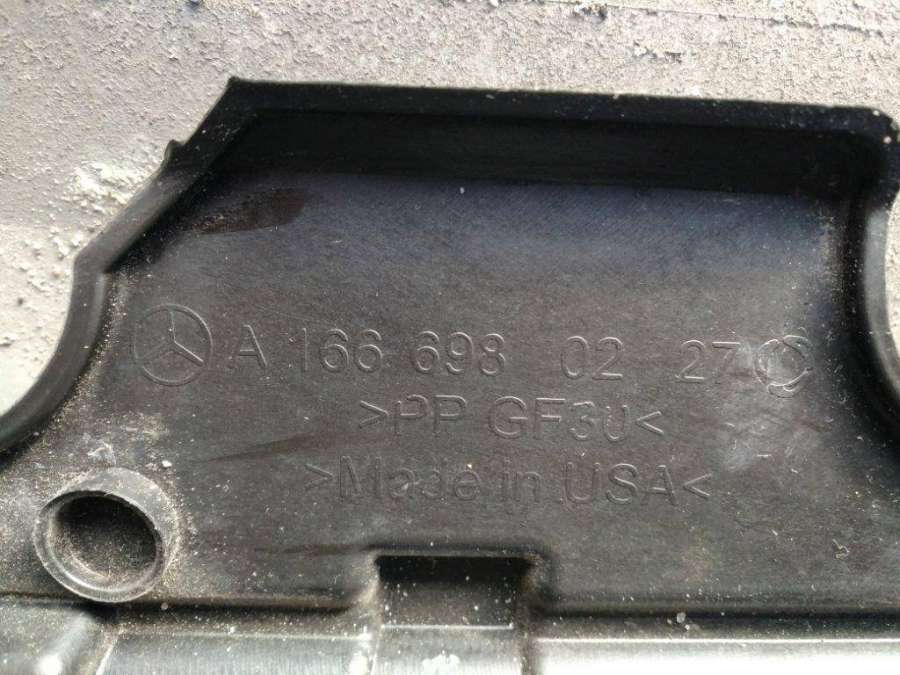 A 166 698 02 27
>PP GF30<
>Made in USA<